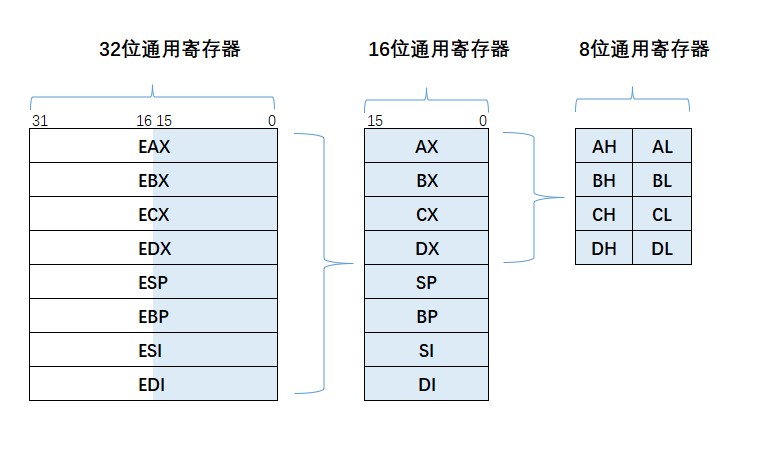 32位通用寄存器 16位通用寄存器 8位通用寄存器
31 16 15 0 15 0
EAX AX AH AL
EBX BX BH BL
ECX CX CH CL
EDX DX DH DL
ESP SP
EBP BP
ESI SI
EDI DI